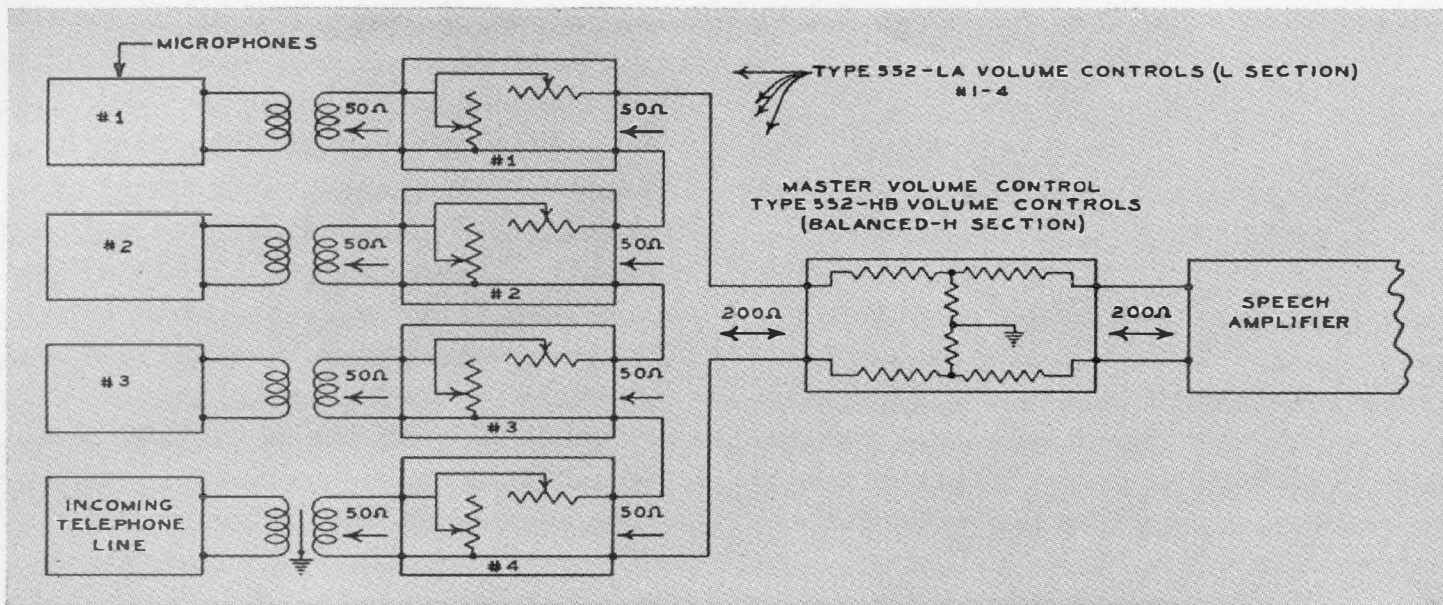 MICROPHONES
#1
50Ω
50Ω
#1
TYPE 552-LA VOLUME CONTROLS (L SECTION)
#1-4
#2
50Ω
50Ω
#2
MASTER VOLUME CONTROL
TYPE 552-HB VOLUME CONTROLS
(BALANCED-H SECTION)
200Ω
200Ω
SPEECH
AMPLIFIER
#3
50Ω
50Ω
#3
INCOMING
TELEPHONE
LINE
50Ω
50Ω
#4